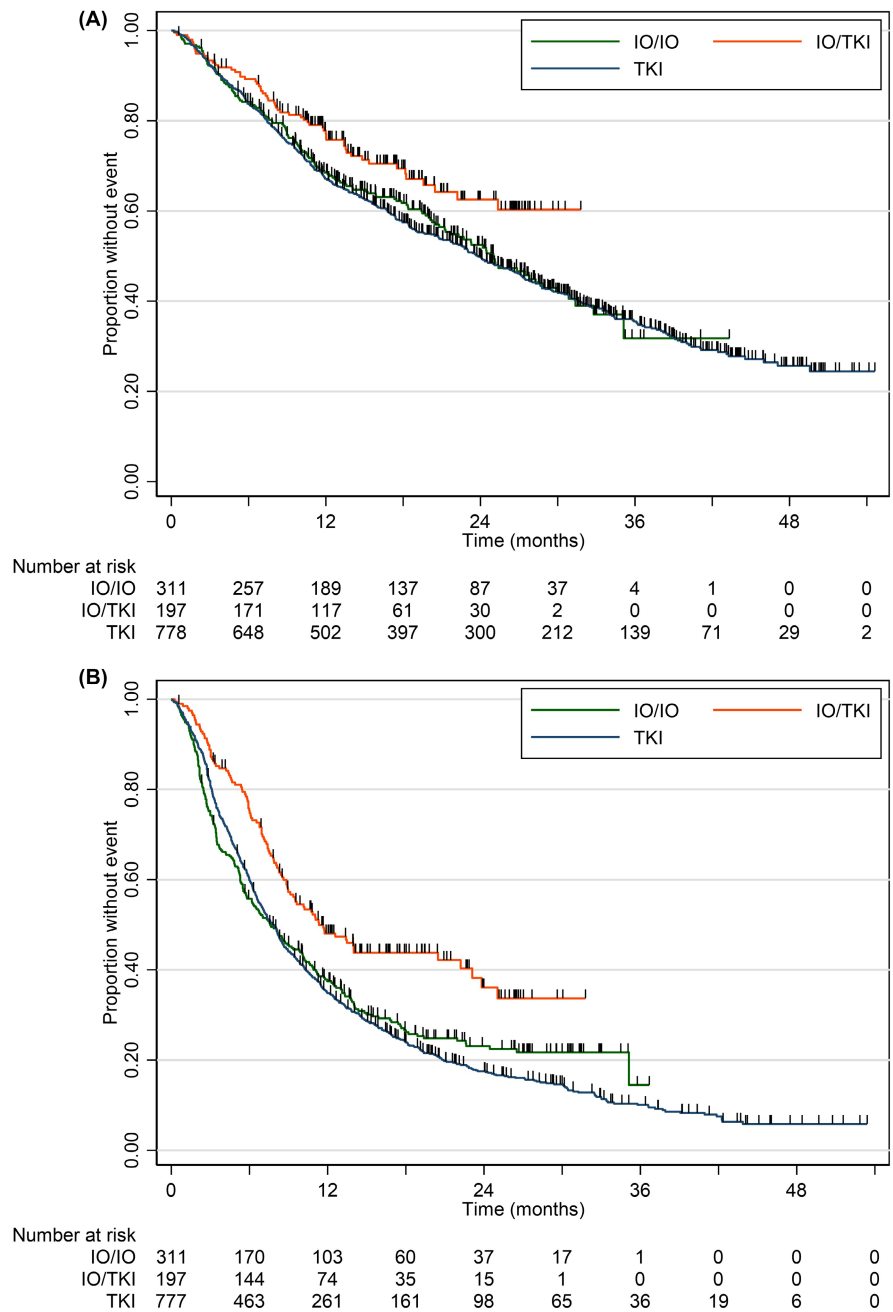 (A)
IO/IO IO/TKI
TKI
Proportion without event
1.00
0.80
0.60
0.40
0.20
0.00
0 12 24 36 48
Time (months)
Number at risk
IO/IO 311 257 189 137 87 37 4 1 0 0
IO/TKI 197 171 117 61 30 2 0 0 0 0
TKI 778 648 502 397 300 212 139 71 29 2
(B)
IO/IO IO/TKI
TKI
Proportion without event
1.00
0.80
0.60
0.40
0.20
0.00
0 12 24 36 48
Time (months)
Number at risk
IO/IO 311 170 103 60 37 17 1 0 0 0
IO/TKI 197 144 74 35 15 1 0 0 0 0
TKI 777 463 261 161 98 65 36 19 6 0